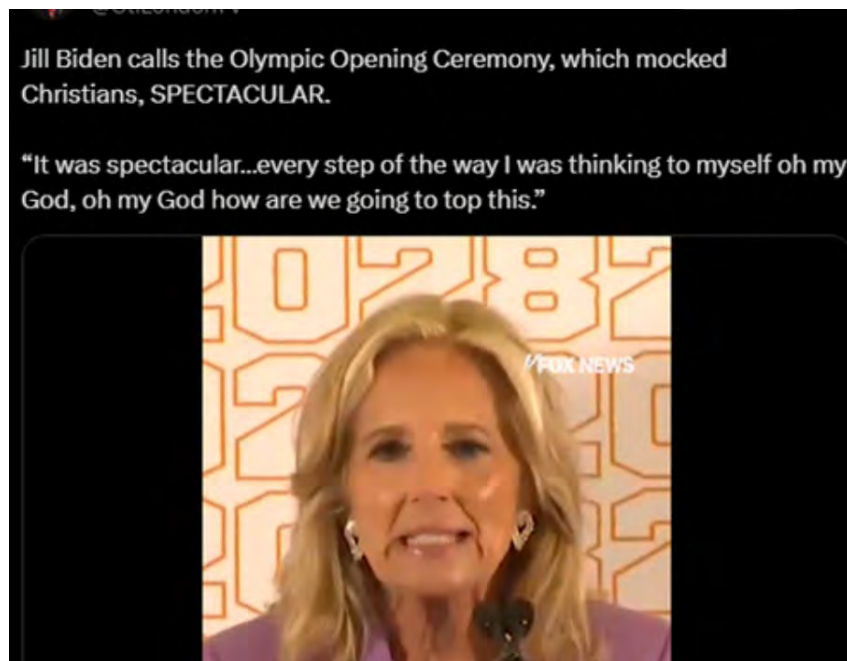 Jill Biden calls the Olympic Opening Ceremony, which mocked
Christians, SPECTACULAR.
“It was spectacular...every step of the way I was thinking to myself oh my
God, oh my God how are we going to top this.”
2028
FOX NEWS